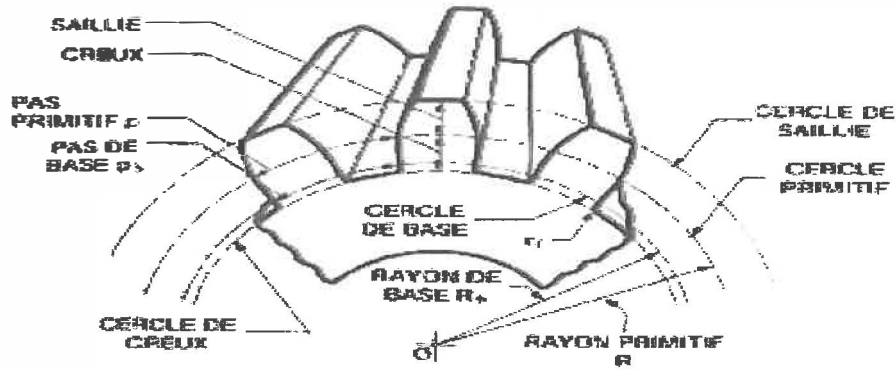 SAILLIE
CREUX
PAS
PRIMITIF p
PAS DE
BASE p
CERCLE DE
SAILLIE
CERCLE
PRIMITIF
CERCLE
DE BASE
RAYON DE
BASE R
CERCLE DE
CREUX
O
RAYON PRIMITIF
R